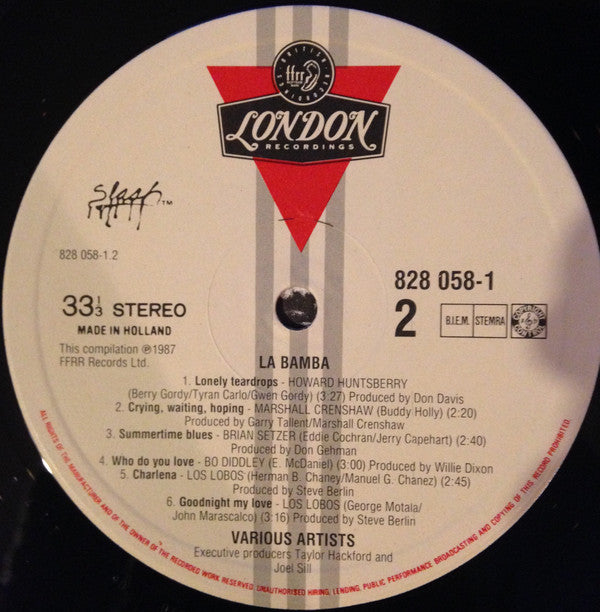 BRITISH RECORDINGS
ffrr
LONDON
RECORDINGS
Slash ™
828 058-1.2
33⅓ STEREO
MADE IN HOLLAND
This compilation ℗1987
FFRR Records Ltd.
828 058-1
2
B.I.E.M. STEMRA
COPYRIGHT CONTROL
LA BAMBA
1. Lonely teardrops - HOWARD HUNTSBERRY
(Berry Gordy/Tyran Carlo/Gwen Gordy) (3:27) Produced by Don Davis
2. Crying, waiting, hoping - MARSHALL CRENSHAW (Buddy Holly) (2:20)
Produced by Garry Tallent/Marshall Crenshaw
3. Summertime blues - BRIAN SETZER (Eddie Cochran/Jerry Capehart) (2:40)
Produced by Don Gehman
4. Who do you love - BO DIDDLEY (E. McDaniel) (3:00) Produced by Willie Dixon
5. Charlena - LOS LOBOS (Herman B. Chaney/Manuel G. Chanez) (2:45)
Produced by Steve Berlin
6. Goodnight my love - LOS LOBOS (George Motala/
John Marascalco) (3:16) Produced by Steve Berlin
VARIOUS ARTISTS
Executive producers Taylor Hackford and
Joel Sill
ALL RIGHTS OF THE MANUFACTURER AND OF THE OWNER OF THE RECORDED WORK RESERVED. UNAUTHORISED HIRING, LENDING, PUBLIC PERFORMANCE BROADCASTING AND COPYING OF THIS RECORD PROHIBITED.